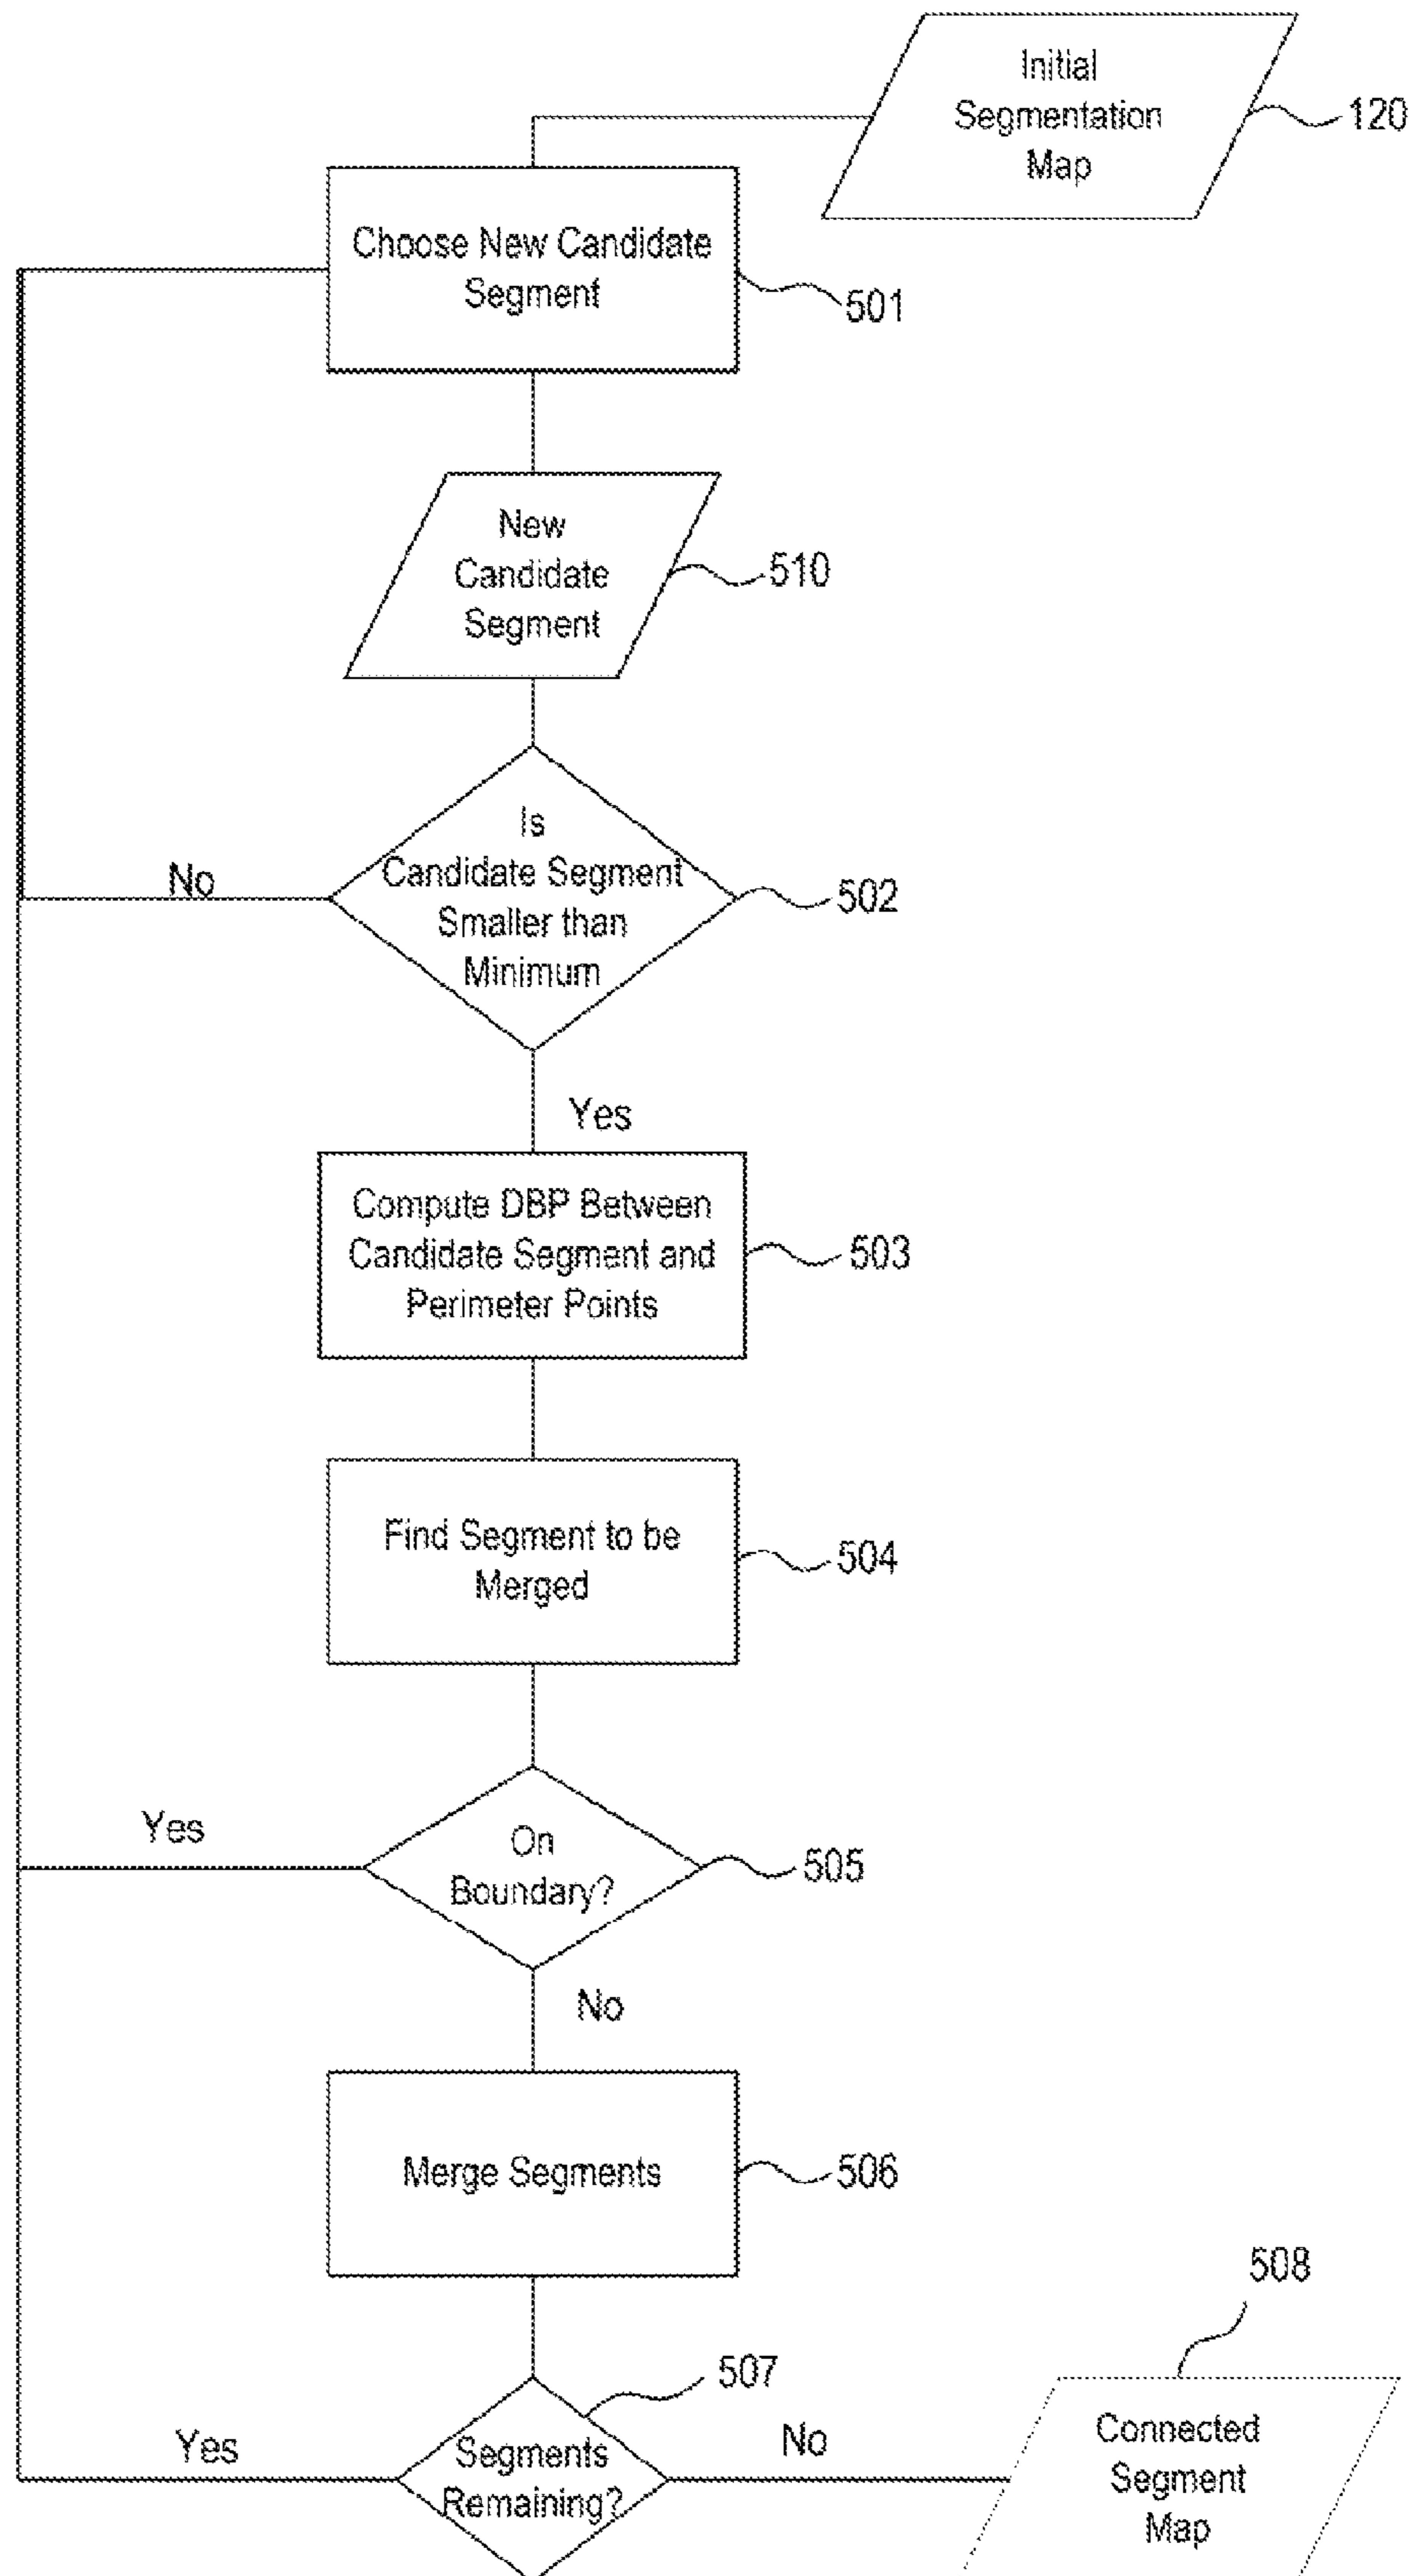 Initial
Segmentation
Map
120
Choose New Candidate
Segment
501
New
Candidate
Segment
510
Is
Candidate Segment
Smaller than
Minimum
502
No
Yes
Compute DBP Between
Candidate Segment and
Perimeter Points
503
Find Segment to be
Merged
504
On
Boundary?
505
Yes
No
Merge Segments
506
508
507
Segments
Remaining?
Yes
No
Connected
Segment
Map